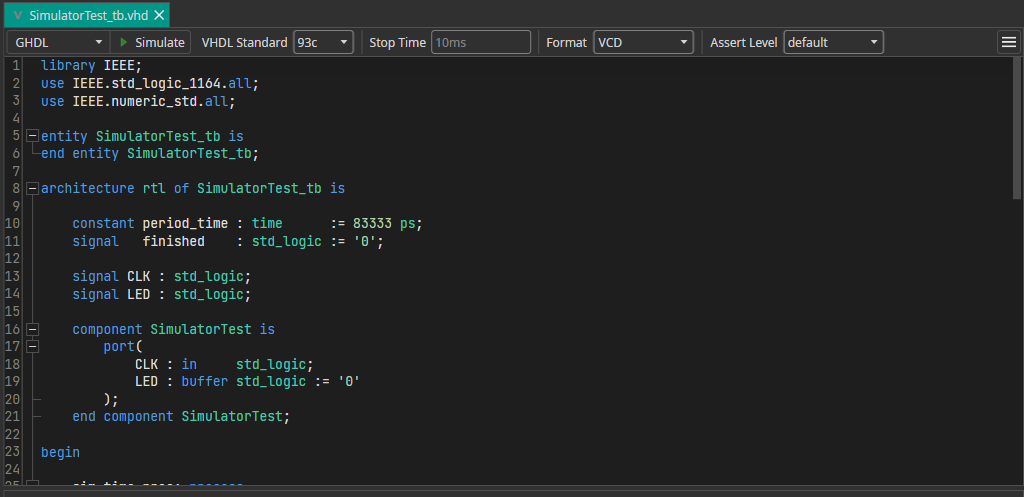 SimulatorTest_tb.vhd
GHDL Simulate VHDL Standard 93c Stop Time 10ms Format VCD Assert Level default
1 library IEEE;
2 use IEEE.std_logic_1164.all;
3 use IEEE.numeric_std.all;
4
5 entity SimulatorTest_tb is
6 end entity SimulatorTest_tb;
7
8 architecture rtl of SimulatorTest_tb is
9
10 constant period_time : time := 83333 ps;
11 signal finished : std_logic := '0';
12
13 signal CLK : std_logic;
14 signal LED : std_logic;
15
16 component SimulatorTest is
17 port(
18 CLK : in std_logic;
19 LED : buffer std_logic := '0'
20 );
21 end component SimulatorTest;
22
23 begin
24
25 sim_time_proc: process